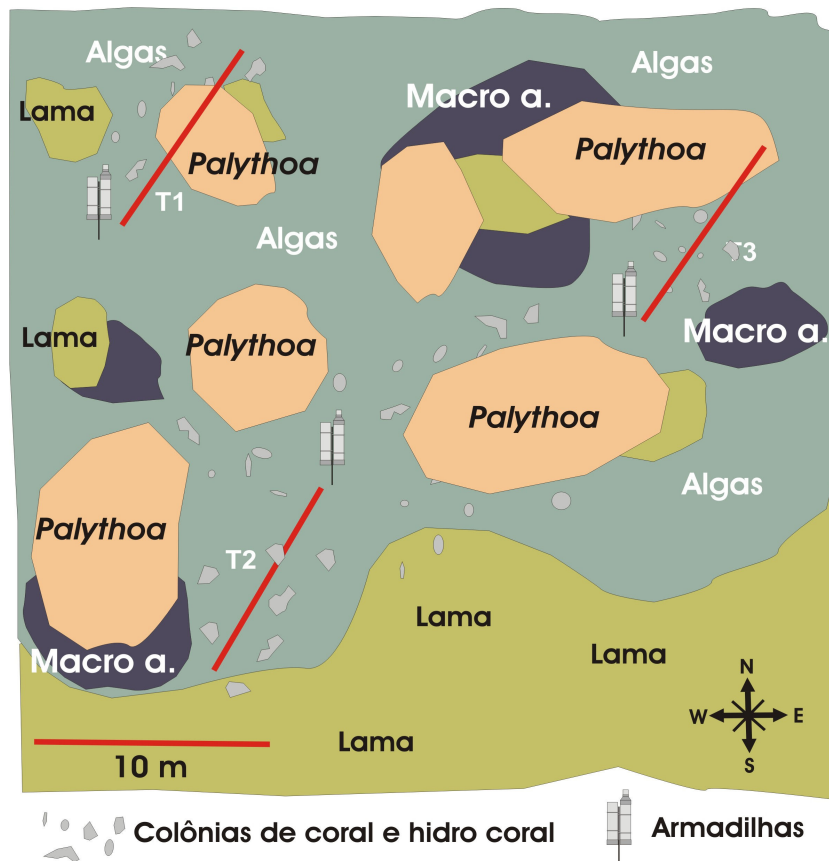 Algas
Algas
Lama
Macro a.
Palythoa
Palythoa
T1
Algas
T3
Lama
Palythoa
Macro a.
Palythoa
Algas
Palythoa
T2
Lama
Macro a.
Lama
N
W
E
S
Lama
10 m
Colônias de coral e hidro coral
Armadilhas